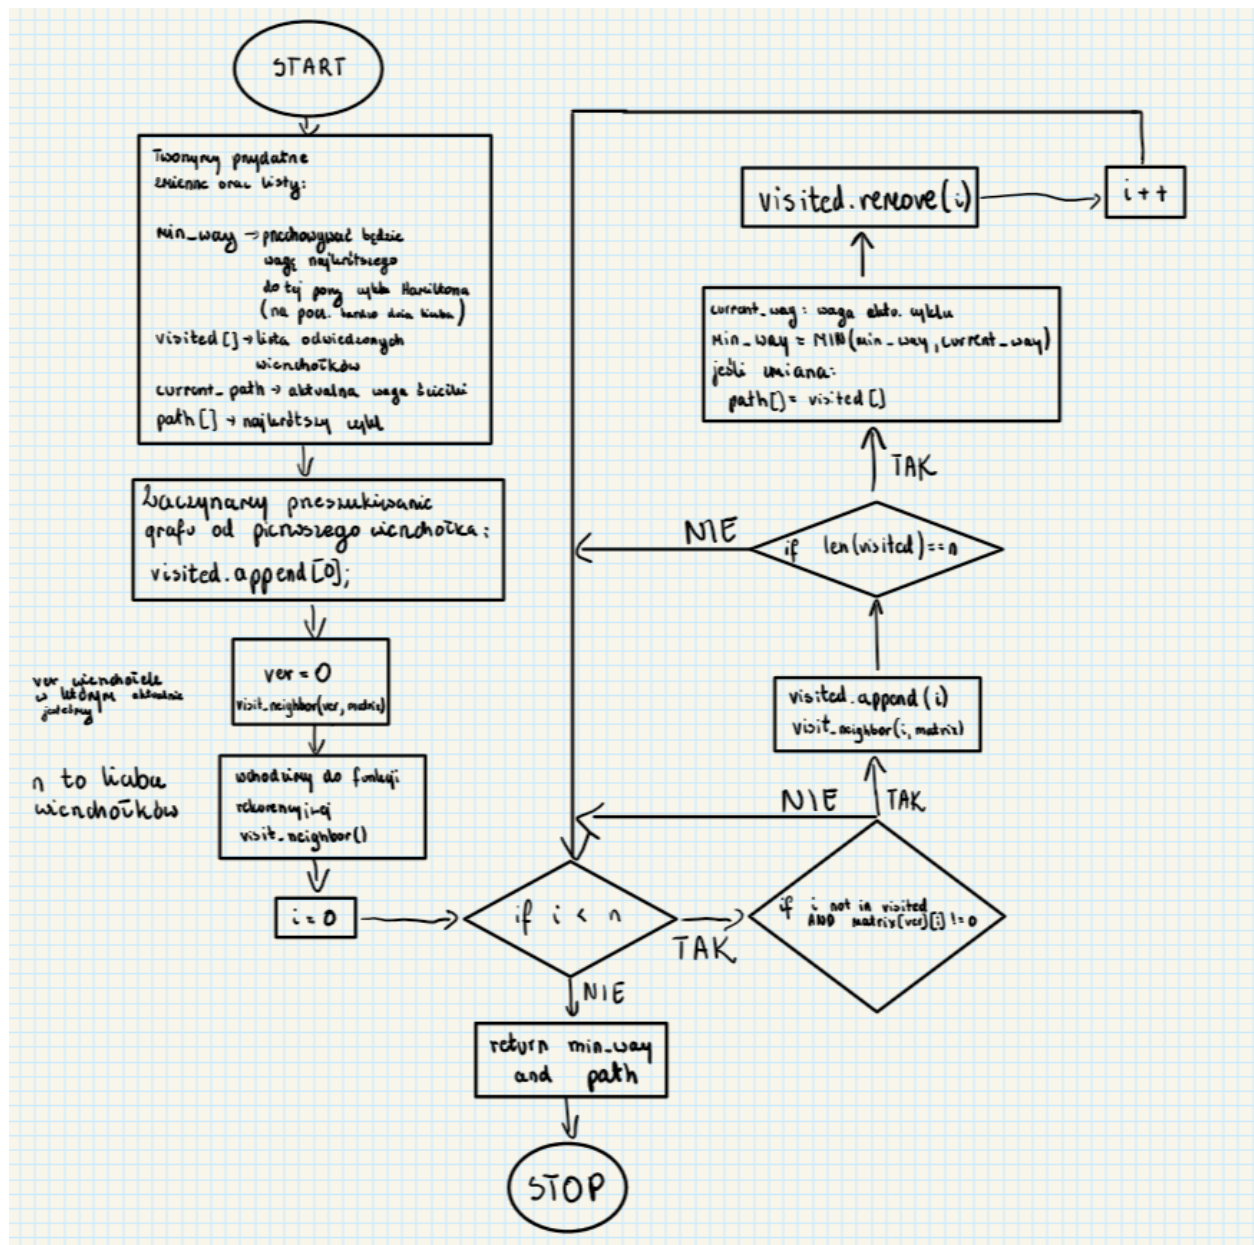 START
Tworzymy przydatne
zmienne oraz listy:
min_way → przechowywać będzie
wagę najkrótszego
do tej pory cyklu Hamiltona
(na pocz. bardzo duża liczba)
visited [] → lista odwiedzonych
wierzchołków
current_path → aktualna waga ścieżki
path [] → najkrótszy cykl
Zaczynamy przeszukiwanie
grafu od pierwszego wierzchołka:
visited.append[0];
ver = 0
visit_neighbor(ver, matrix)
ver wierzchołek
w którym aktualnie
jesteśmy
n to liczba
wierzchołków
wchodzimy do funkcji
rekurencyjnej
visit_neighbor()
i = 0
if i < n
TAK
NIE
return min_way
and path
STOP
if i not in visited
AND matrix[ver][i] != 0
NIE
TAK
visited.append(i)
visit_neighbor(i, matrix)
if len(visited)==n
NIE
TAK
current_way: waga aktu. cyklu
min_way = MIN(min_way, current_way)
jeśli zmiana:
path[] = visited []
visited.remove(i)
i++